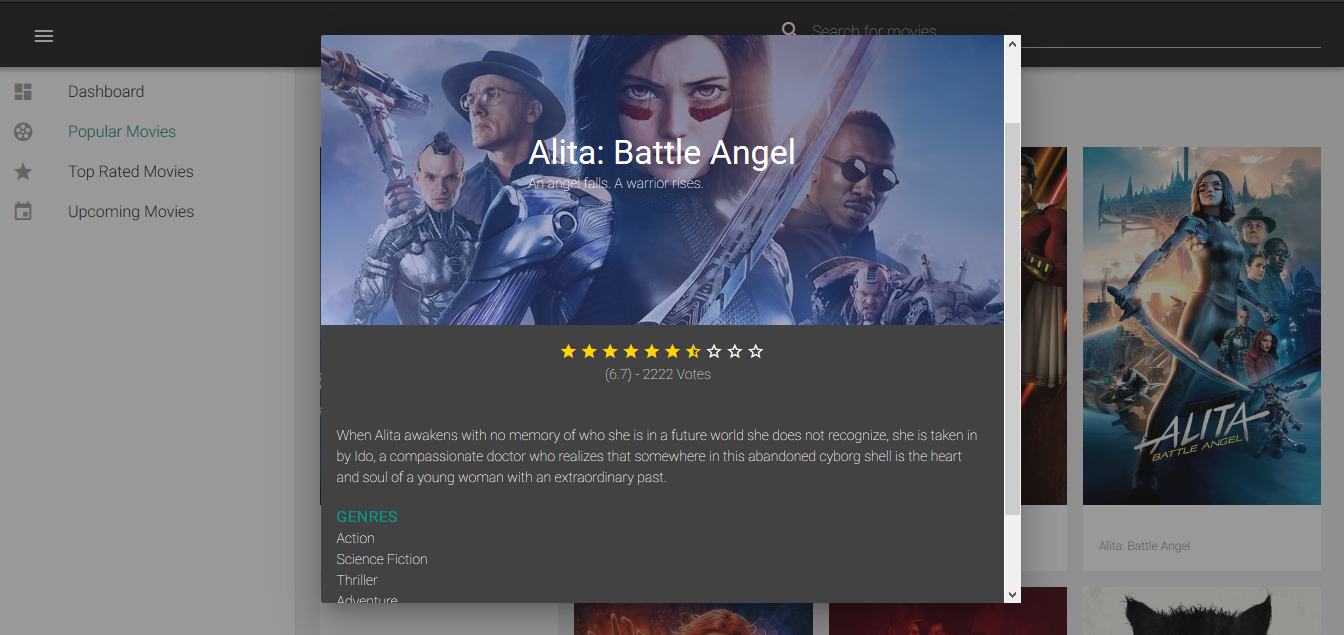 Search for movies
Dashboard
Popular Movies
Top Rated Movies
Upcoming Movies
Alita: Battle Angel
An angel falls. A warrior rises.
(6.7) - 2222 Votes
When Alita awakens with no memory of who she is in a future world she does not recognize, she is taken in
by Ido, a compassionate doctor who realizes that somewhere in this abandoned cyborg shell is the heart
and soul of a young woman with an extraordinary past.
GENRES
Action
Science Fiction
Thriller
Adventure
ALITA
BATTLE ANGEL
Alita: Battle Angel